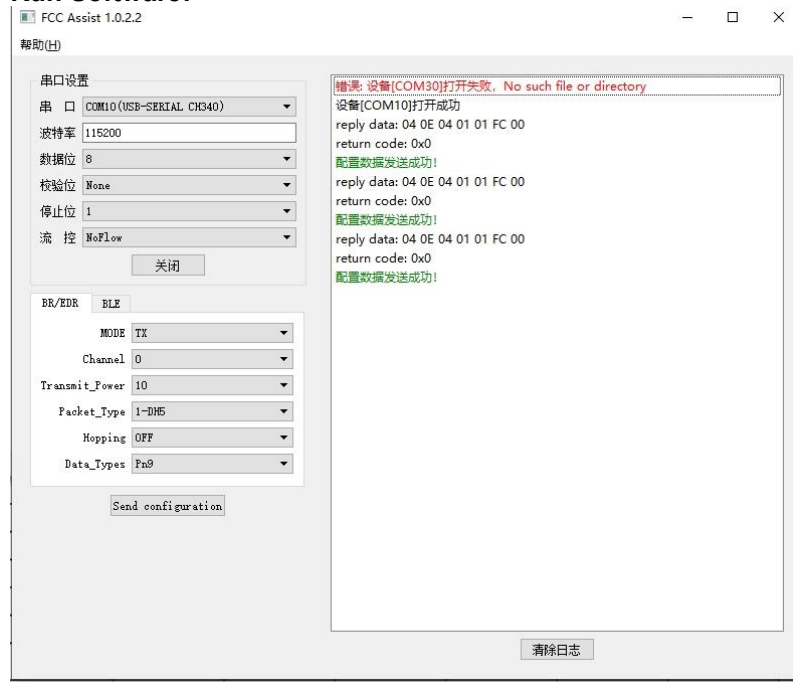 FCC Assist 1.0.2.2
帮助(H)
串口设置
串 口 COM10(USB-SERIAL CH340)
波特率 115200
数据位 8
校验位 None
停止位 1
流 控 NoFlow
关闭
BR/EDR BLE
MODE TX
Channel 0
Transmit_Power 10
Packet_Type 1-DH5
Hopping OFF
Data_Types Pn9
Send configuration
错误: 设备[COM30]打开失败, No such file or directory
设备[COM10]打开成功
reply data: 04 0E 04 01 01 FC 00
return code: 0x0
配置数据发送成功!
reply data: 04 0E 04 01 01 FC 00
return code: 0x0
配置数据发送成功!
reply data: 04 0E 04 01 01 FC 00
return code: 0x0
配置数据发送成功!
清除日志